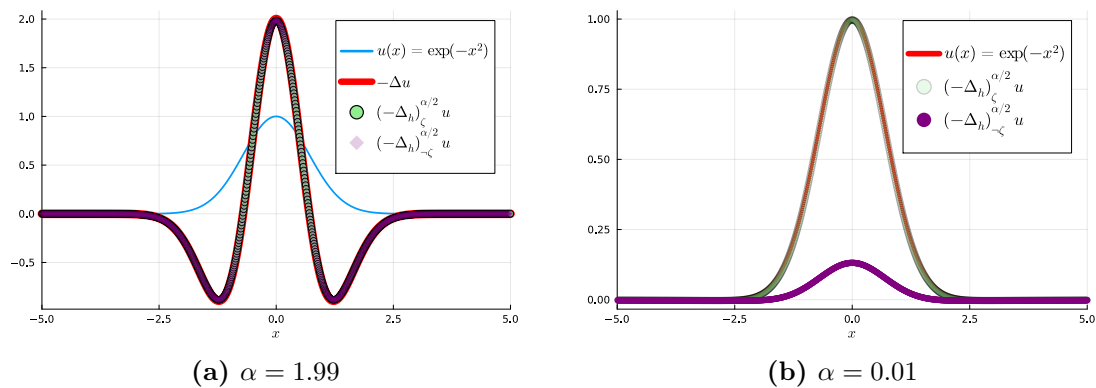 2.0
1.5
1.0
0.5
0.0
−0.5
−5.0 −2.5 0.0 2.5 5.0
x
u(x) = exp(−x²)
−Δu
(−Δ_h)_ζ^{α/2} u
(−Δ_h)_{¬ζ}^{α/2} u
(a) α = 1.99
1.00
0.75
0.50
0.25
0.00
−5.0 −2.5 0.0 2.5 5.0
x
u(x) = exp(−x²)
(−Δ_h)_ζ^{α/2} u
(−Δ_h)_{¬ζ}^{α/2} u
(b) α = 0.01